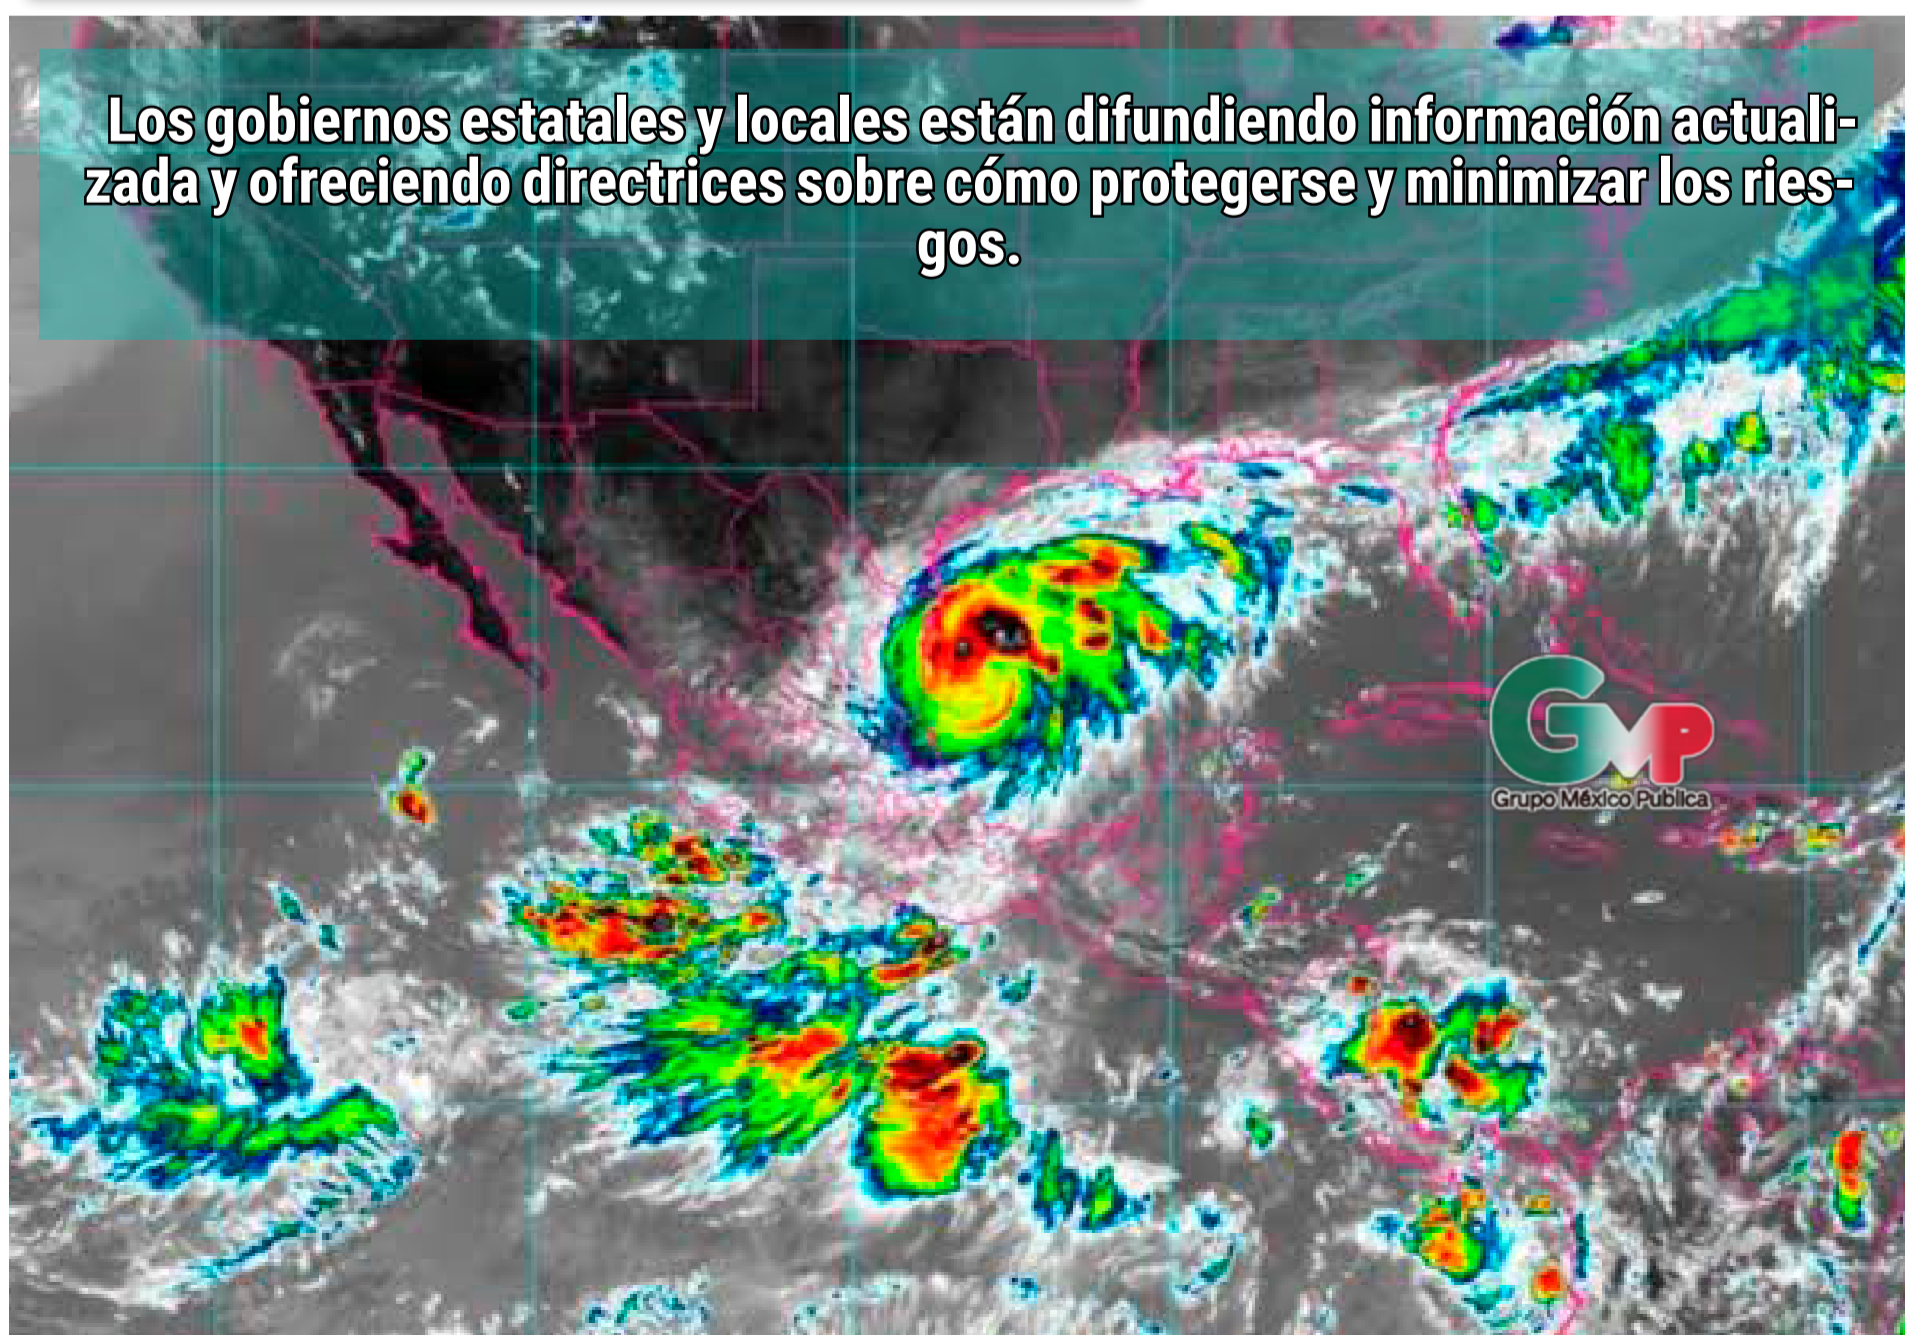 Los gobiernos estatales y locales están difundiendo información actuali-
zada y ofreciendo directrices sobre cómo protegerse y minimizar los ries-
gos.
GMP
Grupo México Publica